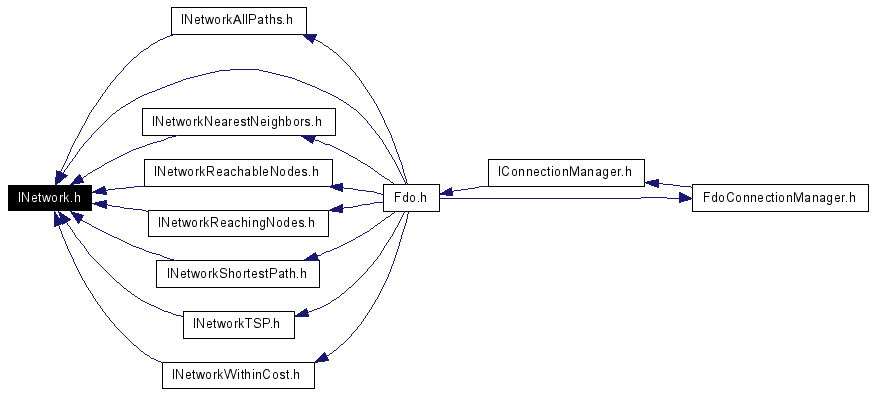 INetworkAllPaths.h
INetworkNearestNeighbors.h
INetworkReachableNodes.h
IConnectionManager.h
INetwork.h
Fdo.h
FdoConnectionManager.h
INetworkReachingNodes.h
INetworkShortestPath.h
INetworkTSP.h
INetworkWithinCost.h